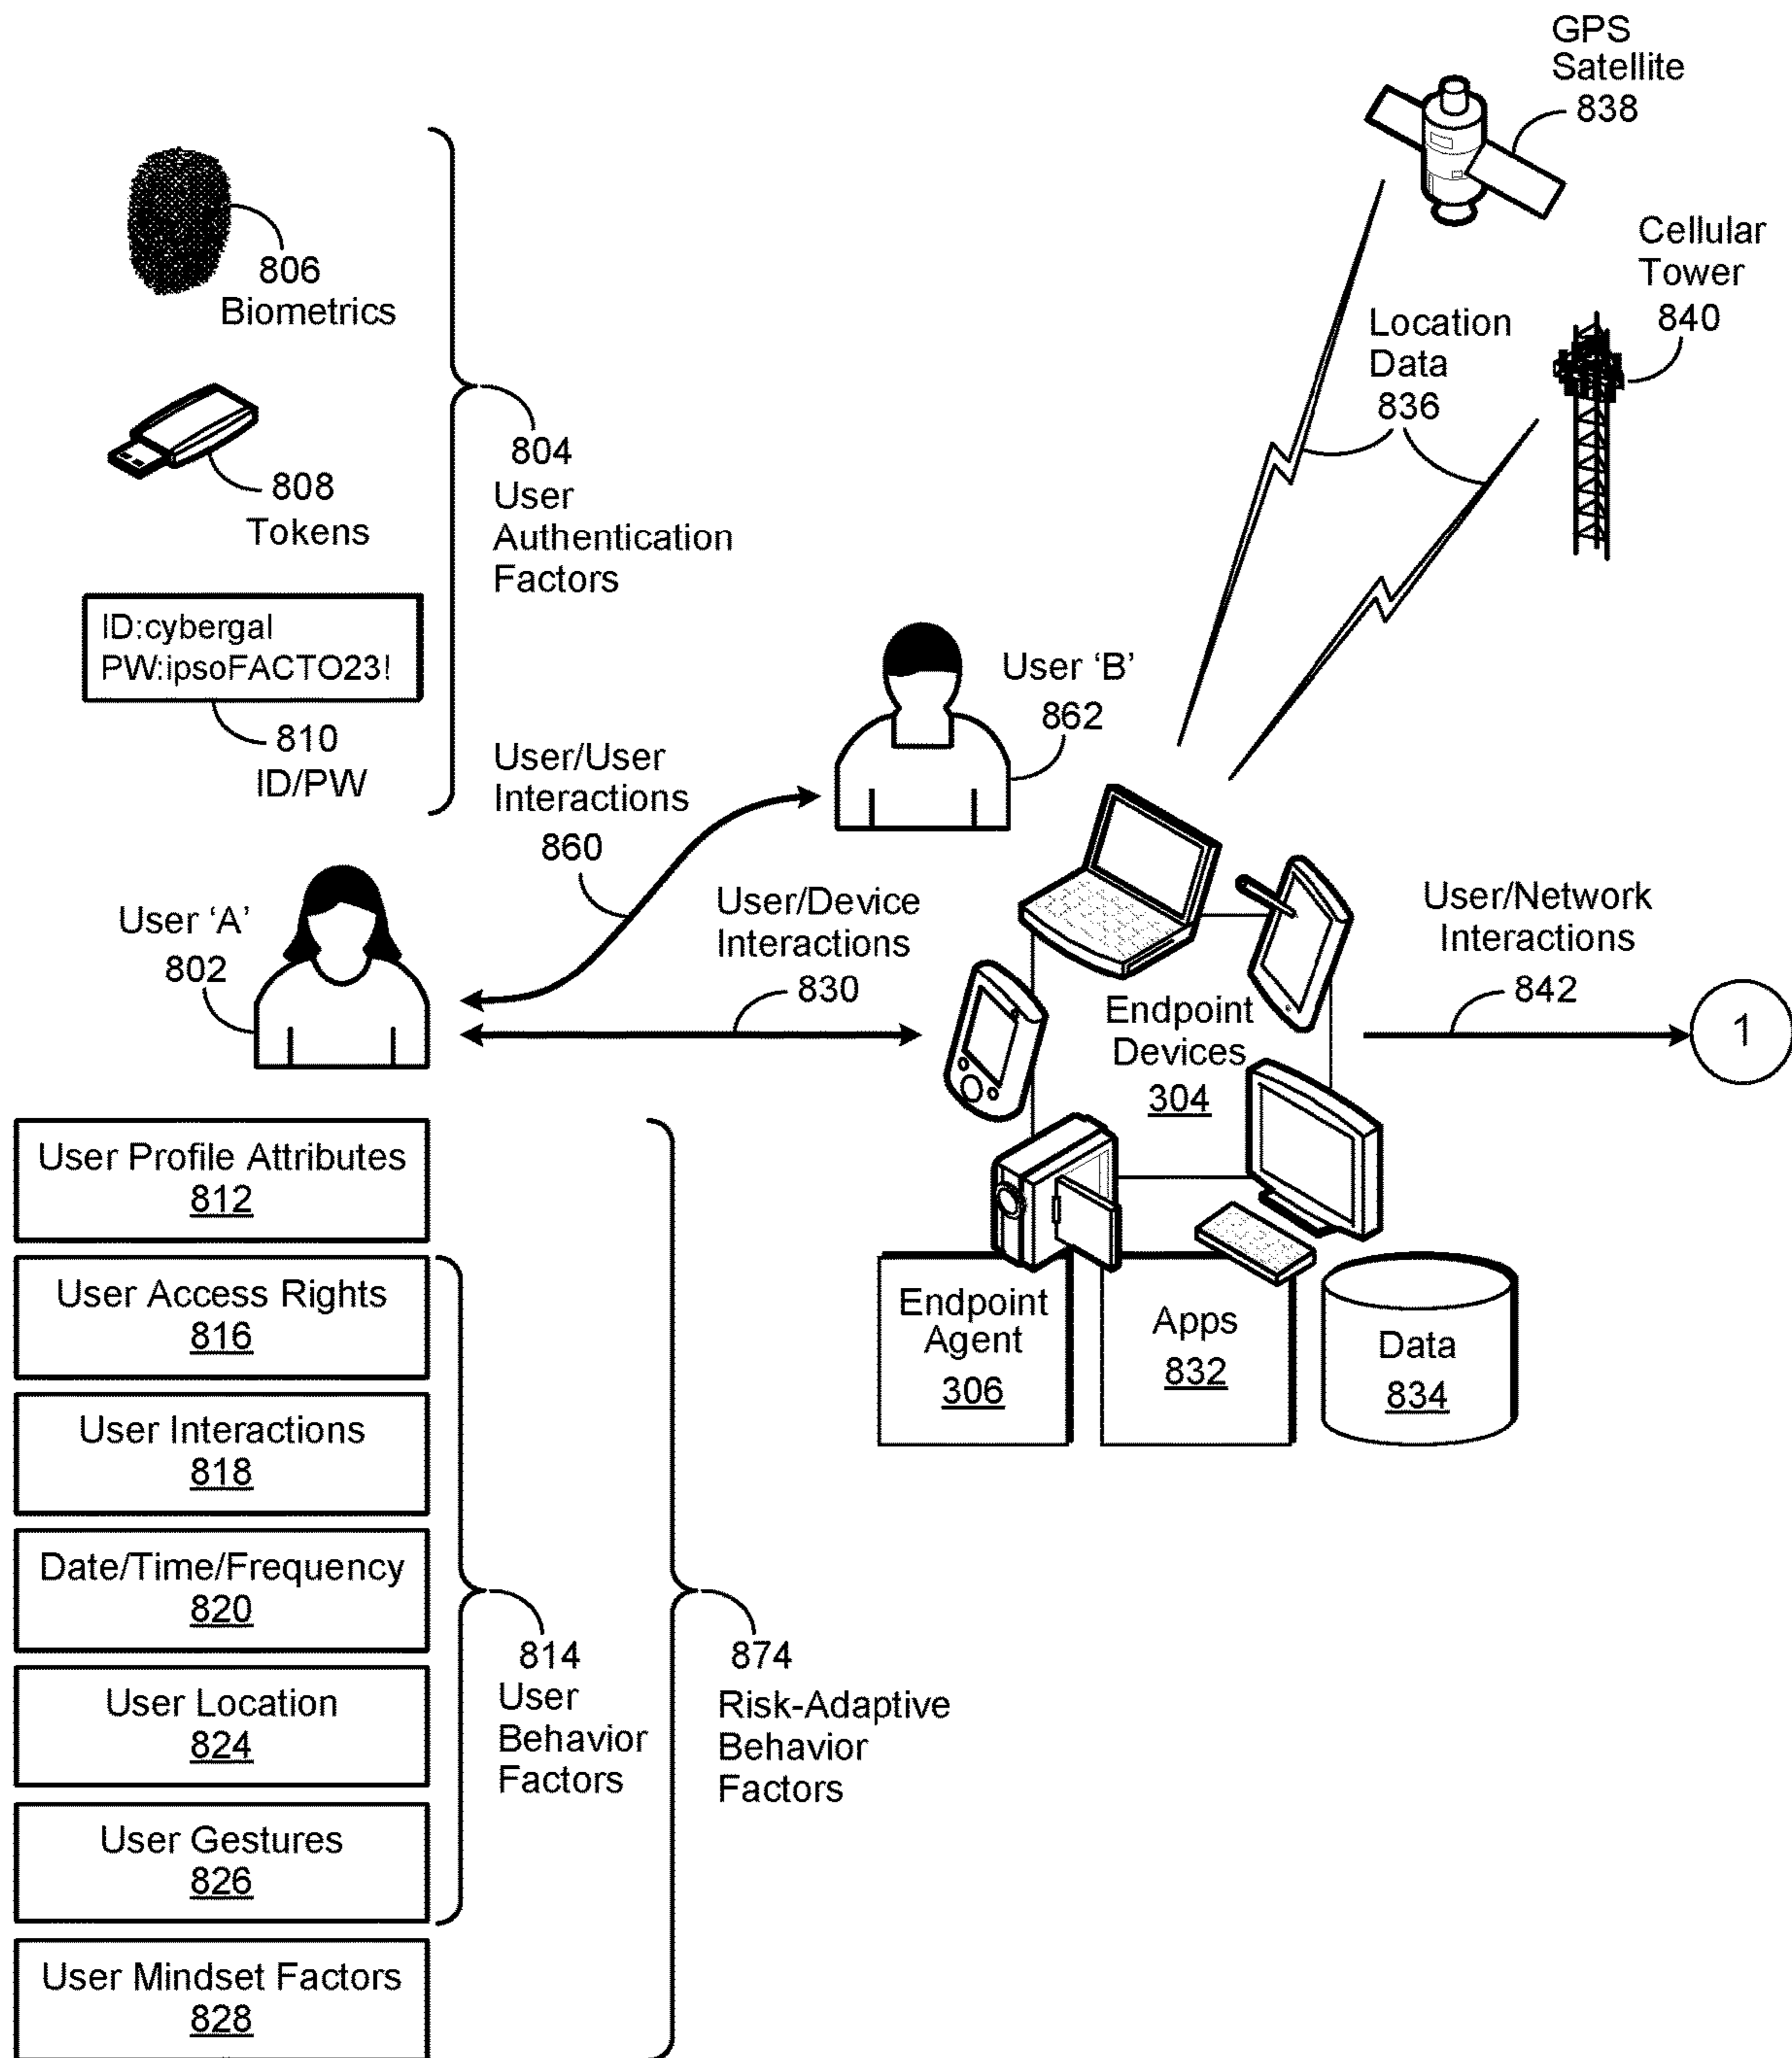 GPS
Satellite
838
Cellular
Tower
840
Location
Data
836
806
Biometrics
808
Tokens
ID:cybergal
PW:ipsoFACTO23!
810
ID/PW
804
User
Authentication
Factors
User 'B'
862
User/User
Interactions
860
User 'A'
802
User/Device
Interactions
830
User/Network
Interactions
842
1
Endpoint
Devices
304
Endpoint
Agent
306
Apps
832
Data
834
User Profile Attributes
812
User Access Rights
816
User Interactions
818
Date/Time/Frequency
820
User Location
824
User Gestures
826
User Mindset Factors
828
814
User
Behavior
Factors
874
Risk-Adaptive
Behavior
Factors